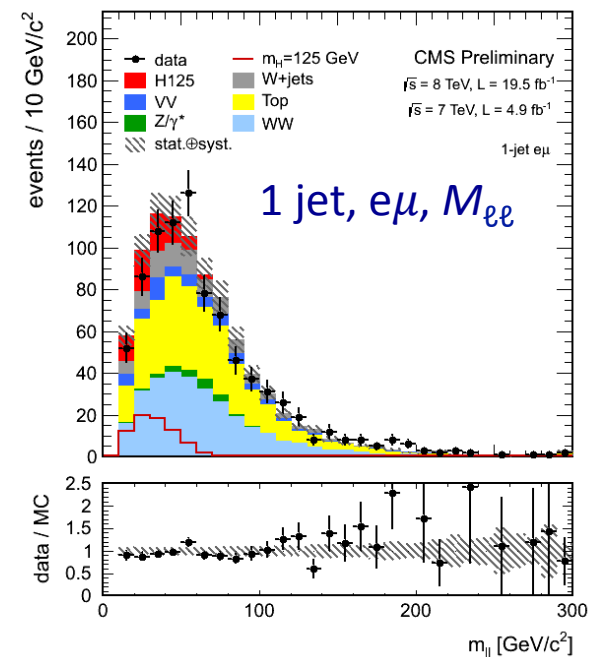 events / 10 GeV/c²
200
180
160
140
120
100
80
60
40
20
0
data
H125
VV
Z/γ*
stat.⊕syst.
m_H=125 GeV
W+jets
Top
WW
CMS Preliminary
√s = 8 TeV, L = 19.5 fb⁻¹
√s = 7 TeV, L = 4.9 fb⁻¹
1-jet eμ
1 jet, eμ, Mℓℓ
data / MC
2.5
2
1.5
1
0.5
0
0 100 200 300
m_ll [GeV/c²]